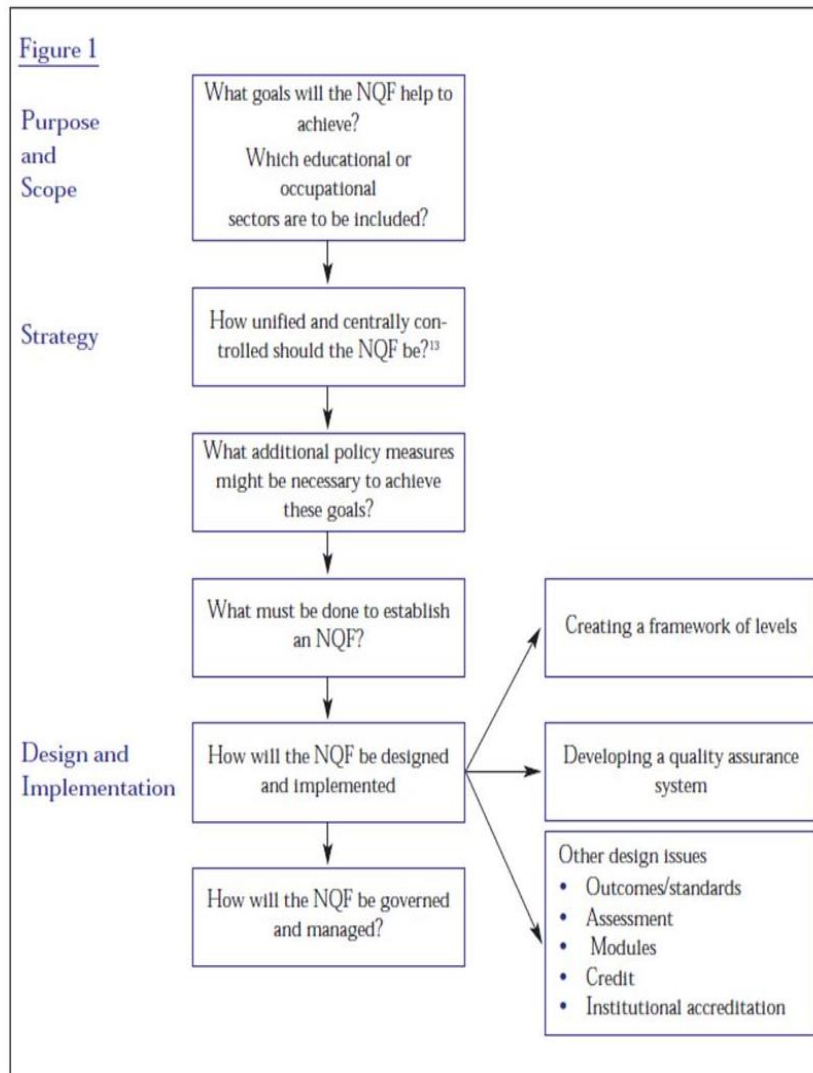 Figure 1
Purpose
and
Scope
What goals will the NQF help to
achieve?
Which educational or
occupational
sectors are to be included?
Strategy
How unified and centrally con-
trolled should the NQF be?¹³
What additional policy measures
might be necessary to achieve
these goals?
What must be done to establish
an NQF?
Creating a framework of levels
Design and
Implementation
How will the NQF be designed
and implemented
Developing a quality assurance
system
How will the NQF be governed
and managed?
Other design issues
• Outcomes/standards
• Assessment
• Modules
• Credit
• Institutional accreditation